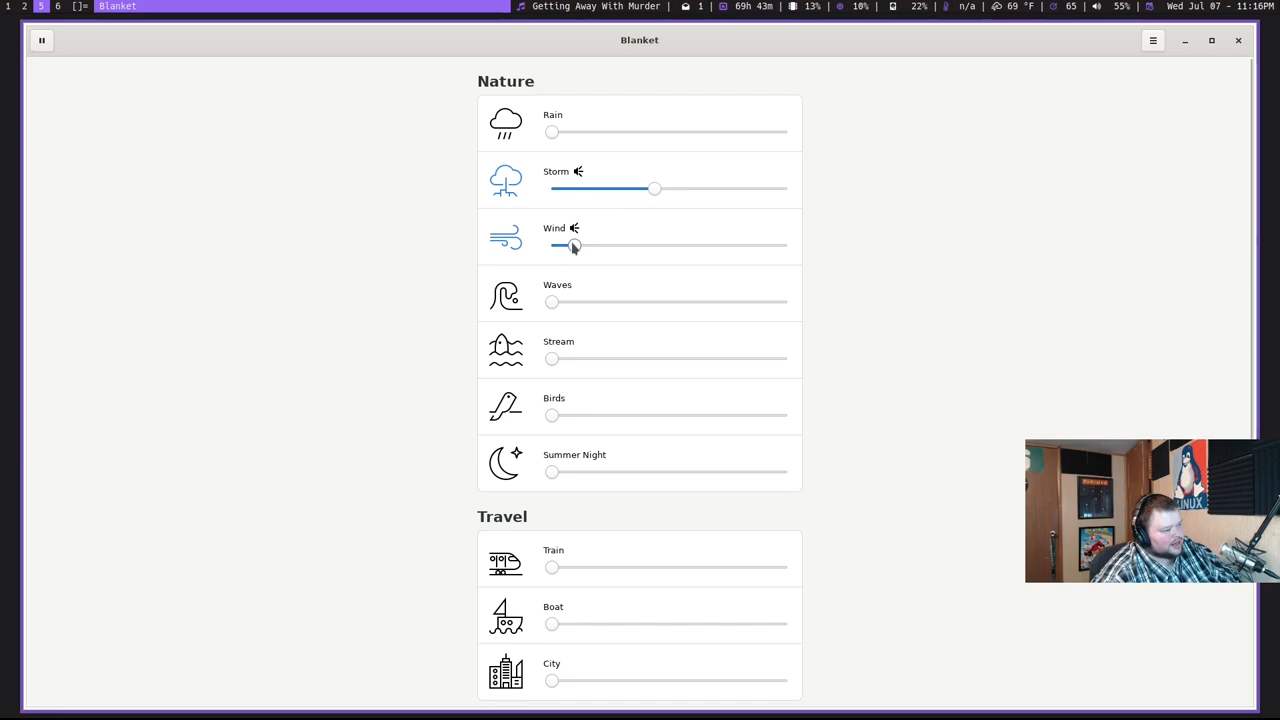 1 2 5 6 []= Blanket Getting Away With Murder | 1 | 69h 43m | 13% | 10% | 22% | n/a | 69 °F | 65 | 55% | Wed Jul 07 - 11:16PM
Blanket
Nature
Rain
Storm
Wind
Waves
Stream
Birds
Summer Night
Travel
Train
Boat
City
LINUX